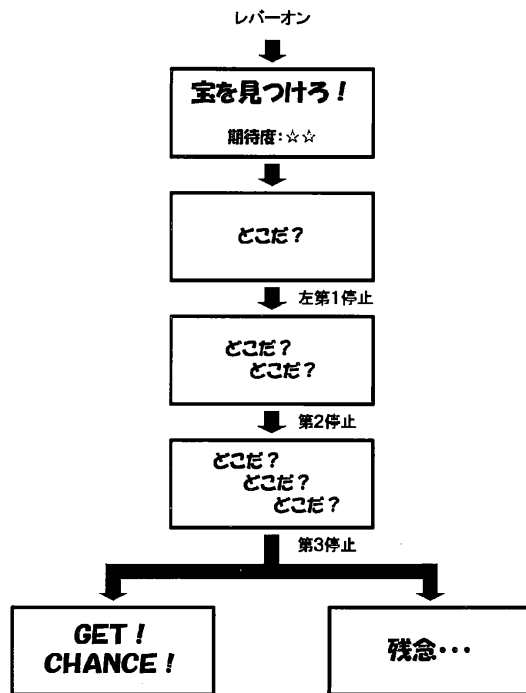 レバーオン
宝を見つけろ！
期待度：☆☆
どこだ？
左第1停止
どこだ？
どこだ？
第2停止
どこだ？
どこだ？
どこだ？
第3停止
GET！
CHANCE！
残念･･･